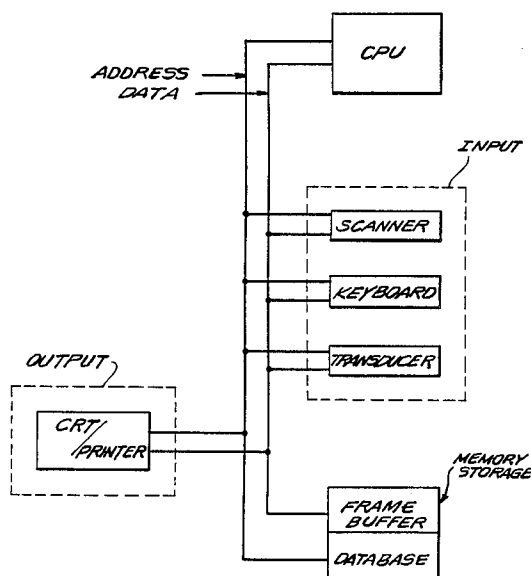 CPU
ADDRESS
DATA
INPUT
SCANNER
KEYBOARD
TRANSDUCER
OUTPUT
CRT/
PRINTER
MEMORY
STORAGE
FRAME
BUFFER
DATABASE